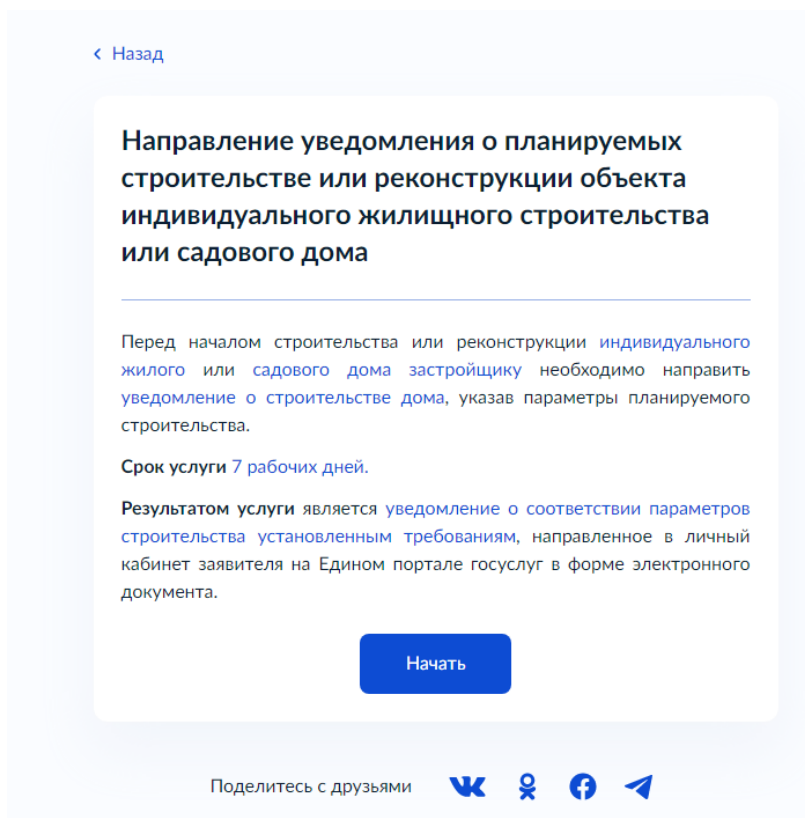 Назад
Направление уведомления о планируемых
строительстве или реконструкции объекта
индивидуального жилищного строительства
или садового дома
Перед началом строительства или реконструкции индивидуального
жилого или садового дома застройщику необходимо направить
уведомление о строительстве дома, указав параметры планируемого
строительства.
Срок услуги 7 рабочих дней.
Результатом услуги является уведомление о соответствии параметров
строительства установленным требованиям, направленное в личный
кабинет заявителя на Едином портале госуслуг в форме электронного
документа.
Начать
Поделитесь с друзьями